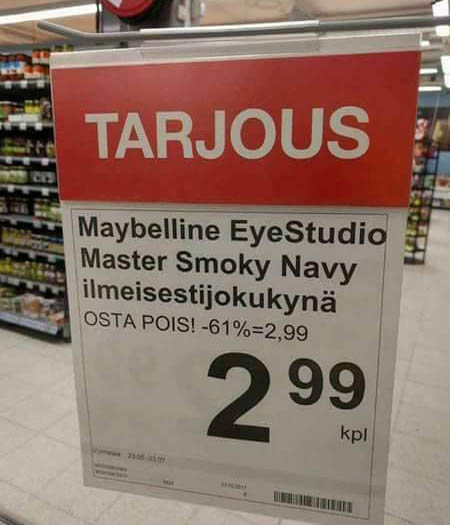 TARJOUS
Maybelline EyeStudio
Master Smoky Navy
ilmeisestijokukynä
OSTA POIS! -61%=2,99
2 99
kpl